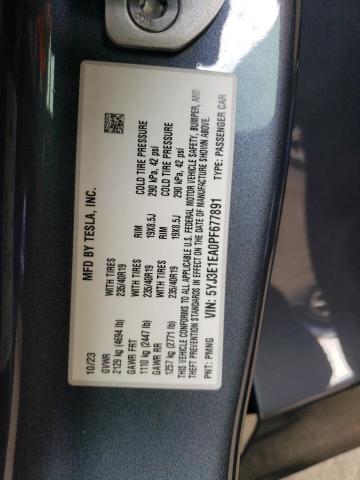 MFD BY TESLA, INC.
10/23
GVWR
2129 kg (4694 lb)
GAWR FRT WITH TIRES RIM COLD TIRE PRESSURE
1110 kg (2447 lb) 235/40R19 19X8.5J 290 kPa, 42 psi
GAWR RR WITH TIRES RIM COLD TIRE PRESSURE
1257 kg (2771 lb) 235/40R19 19X8.5J 290 kPa, 42 psi
THIS VEHICLE CONFORMS TO ALL APPLICABLE U.S. FEDERAL MOTOR VEHICLE SAFETY, BUMPER, AND
THEFT PREVENTION STANDARDS IN EFFECT ON THE DATE OF MANUFACTURE SHOWN ABOVE.
VIN: 5YJ3E1EA0PF677891 TYPE: PASSENGER CAR
PNT: PMNG